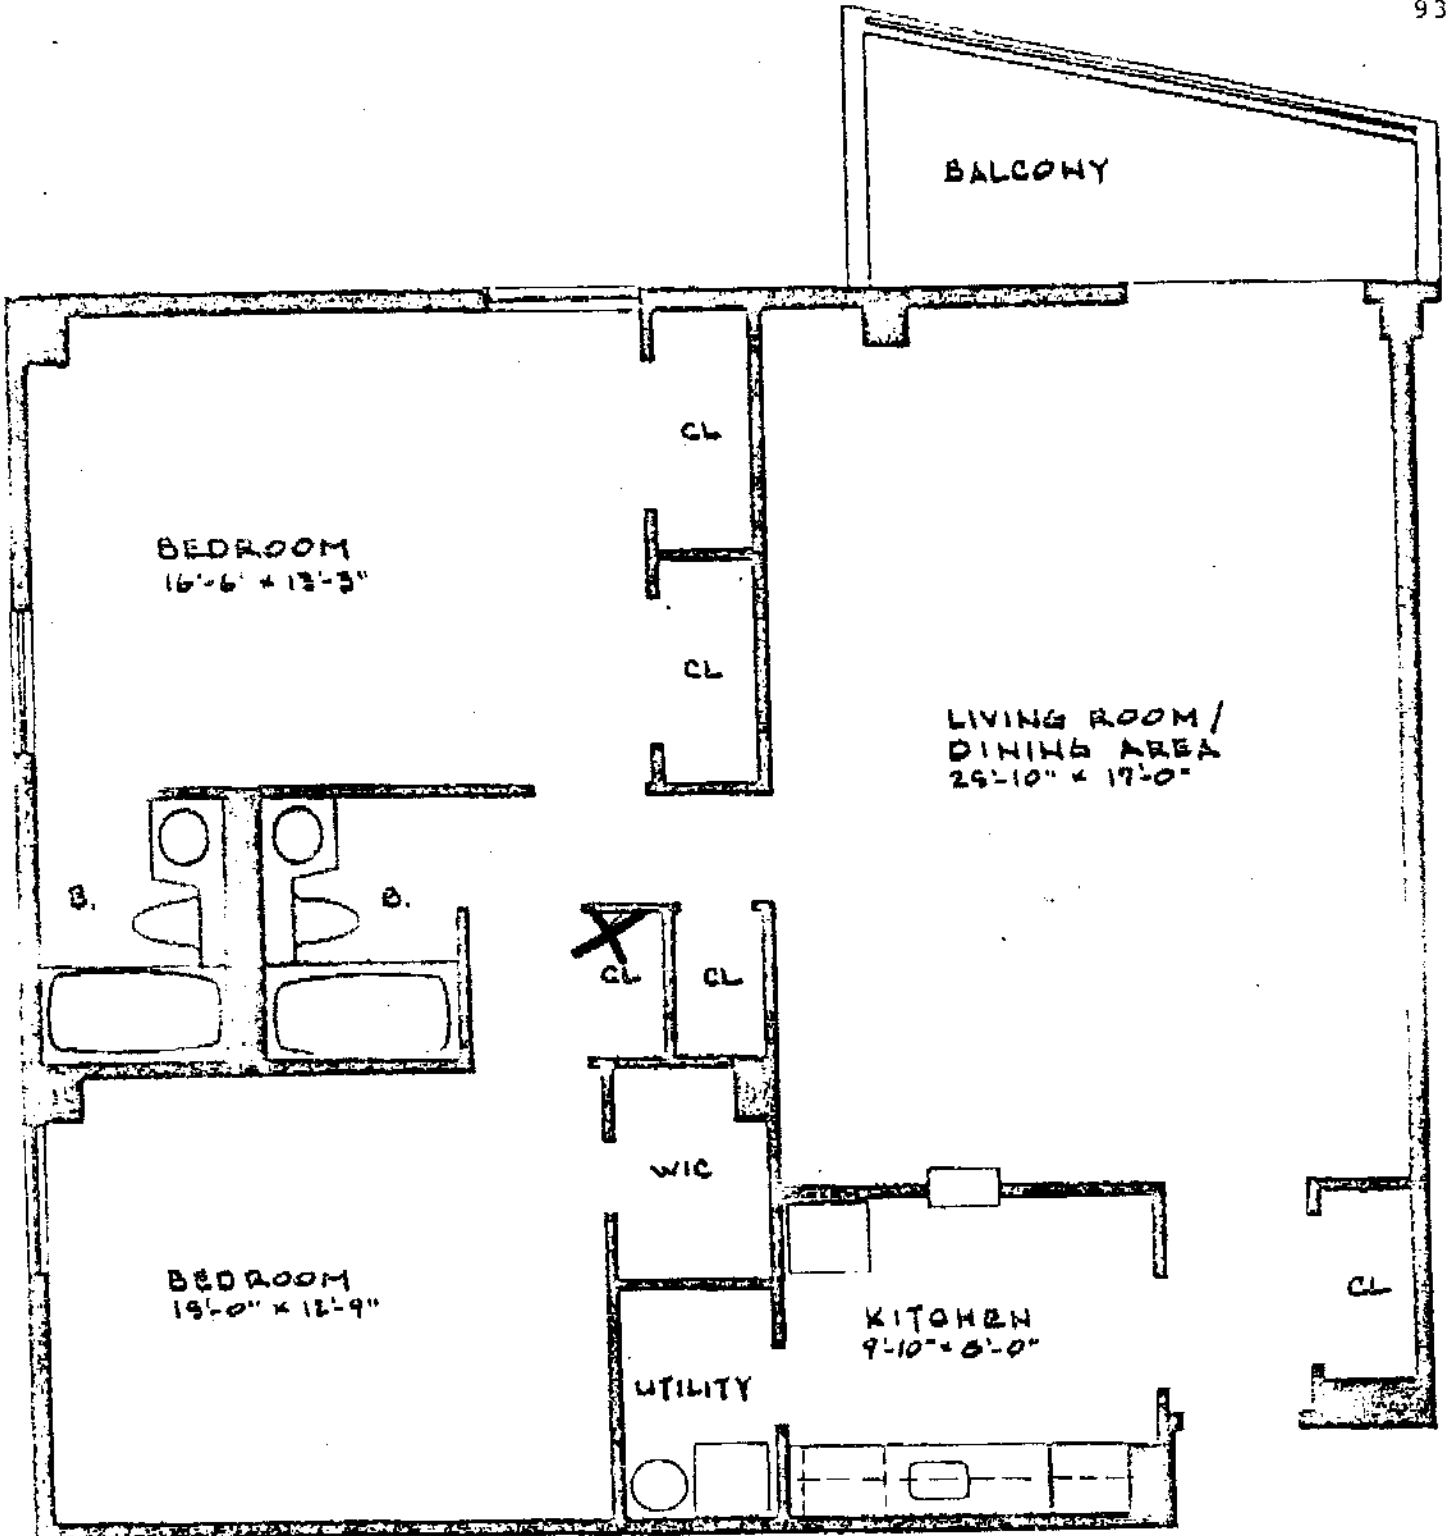 93
BALCONY
CL
BEDROOM
16'-6" x 13'-3"
CL
LIVING ROOM /
DINING AREA
25'-10" x 17'-0"
B.
B.
CL
CL
WIC
BEDROOM
15'-0" x 12'-9"
CL
KITCHEN
9'-10" x 8'-0"
UTILITY